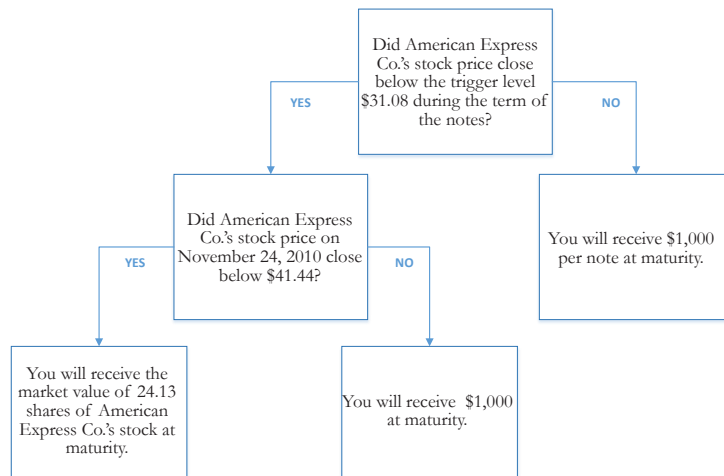 Did American Express
Co.'s stock price close
below the trigger level
$31.08 during the term of
the notes?
YES
NO
Did American Express
Co.'s stock price on
November 24, 2010 close
below $41.44?
You will receive $1,000
per note at maturity.
YES
NO
You will receive the
market value of 24.13
shares of American
Express Co.'s stock at
maturity.
You will receive $1,000
at maturity.